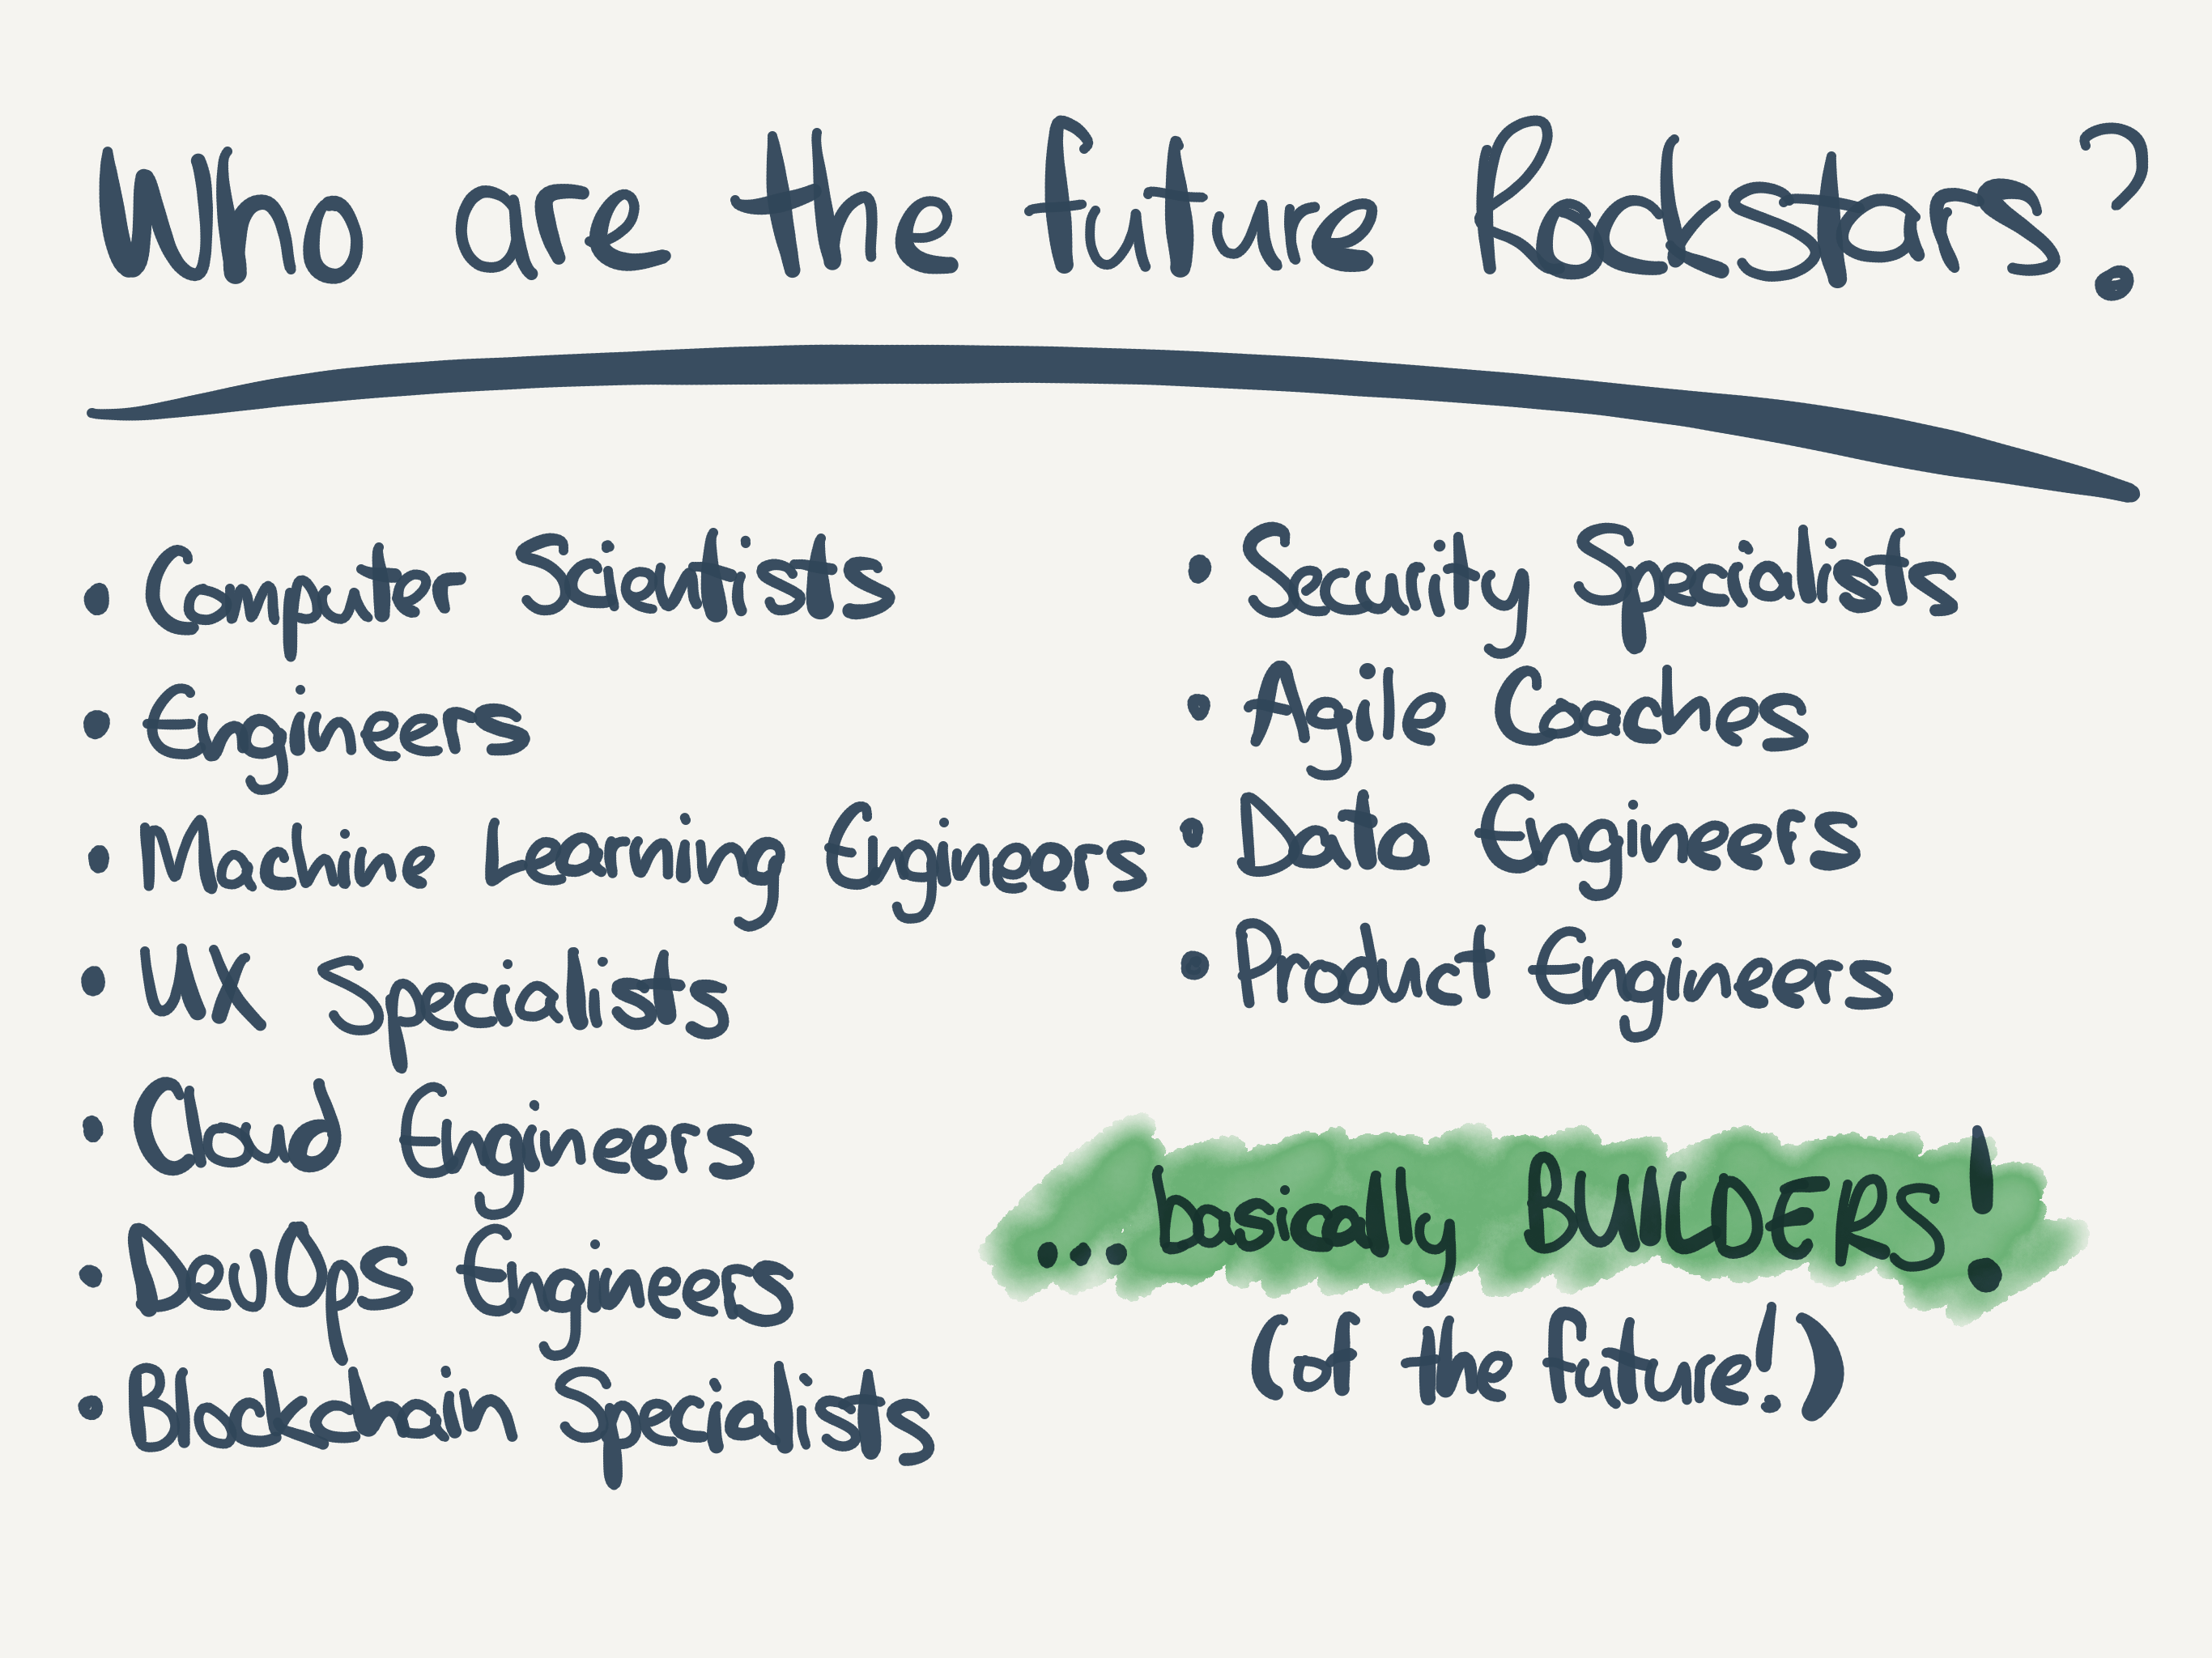 Who are the future Rockstars?
• Computer Scientists
• Engineers
• Machine Learning Engineers
• UX Specialists
• Cloud Engineers
• DevOps Engineers
• Blockchain Specialists
• Security Specialists
• Agile Coaches
• Data Engineers
• Product Engineers
... basically BUILDERS!
(of the future!)